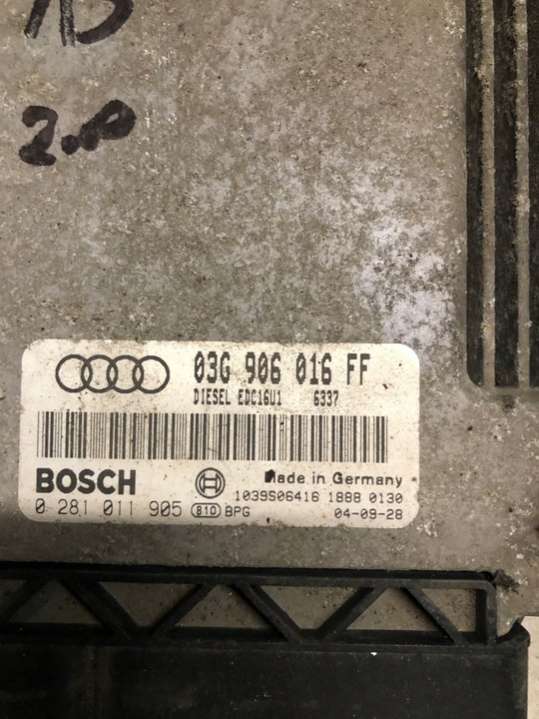 2.0
03G 906 016 FF
DIESEL EDC16U1 6337
BOSCH
Made in Germany
1039S06416 1888 0130
0 281 011 905 810 BPG
04-09-28